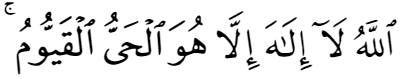 ٱللَّهُ لَآ إِلَٰهَ إِلَّا هُوَ ٱلْحَىُّ ٱلْقَيُّومُ ۚ